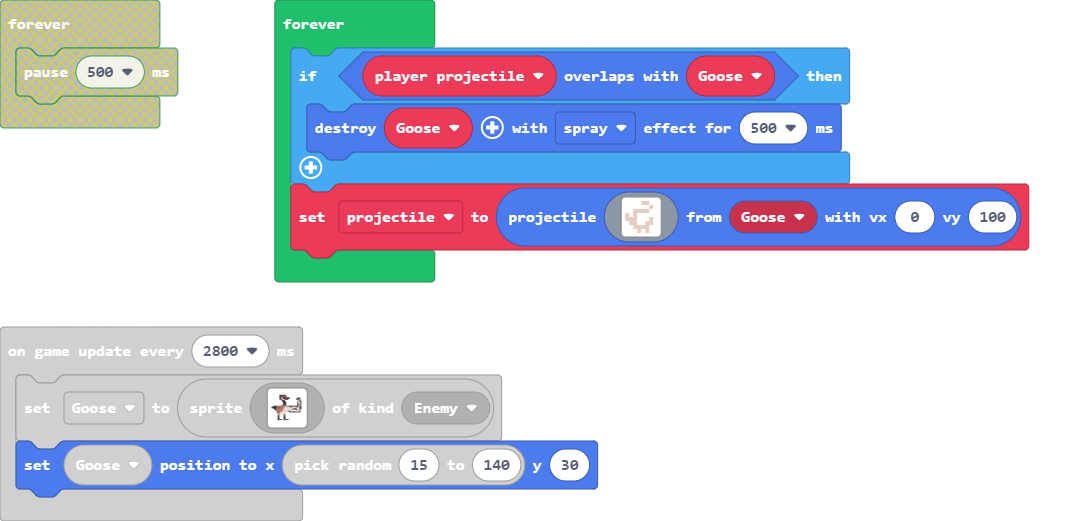 forever
pause 500 ms
forever
if player projectile overlaps with Goose then
destroy Goose with spray effect for 500 ms
set projectile to projectile from Goose with vx 0 vy 100
on game update every 2800 ms
set Goose to sprite of kind Enemy
set Goose position to x pick random 15 to 140 y 30